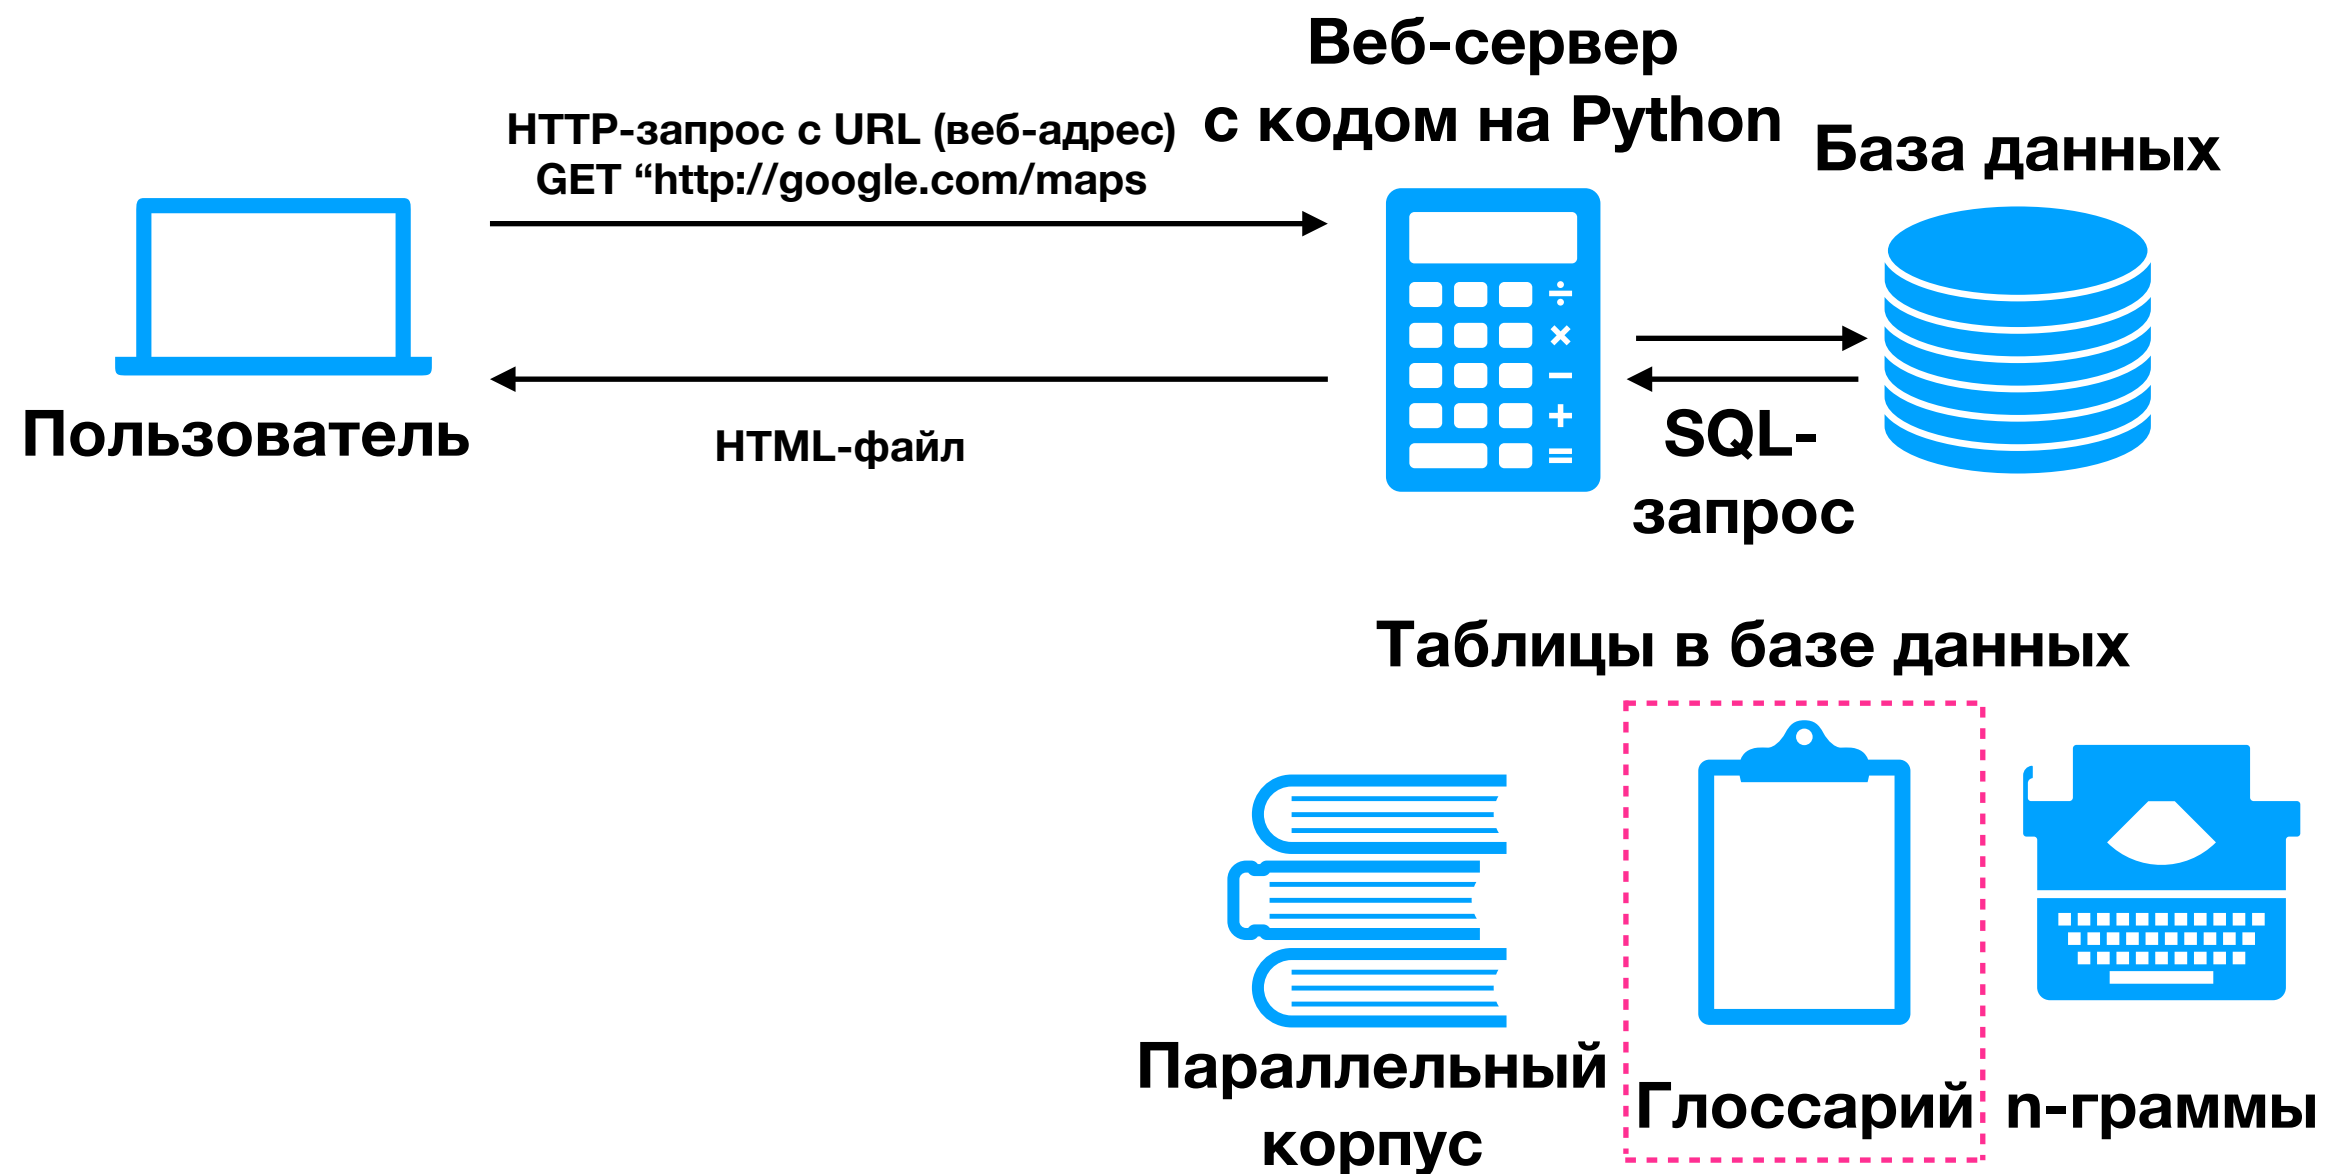 Веб-сервер
с кодом на Python
HTTP-запрос с URL (веб-адрес)
GET “http://google.com/maps
База данных
Пользователь
HTML-файл
SQL-
запрос
Таблицы в базе данных
Параллельный
корпус
Глоссарий
n-граммы